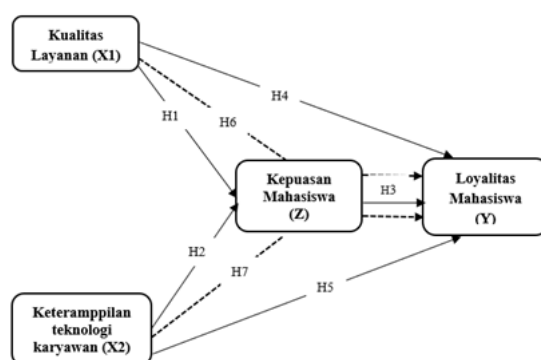 Kualitas
Layanan (X1)
H4
H1
H6
Kepuasan
Mahasiswa
(Z)
H3
Loyalitas
Mahasiswa
(Y)
H2
H7
H5
Keteramppilan
teknologi
karyawan (X2)